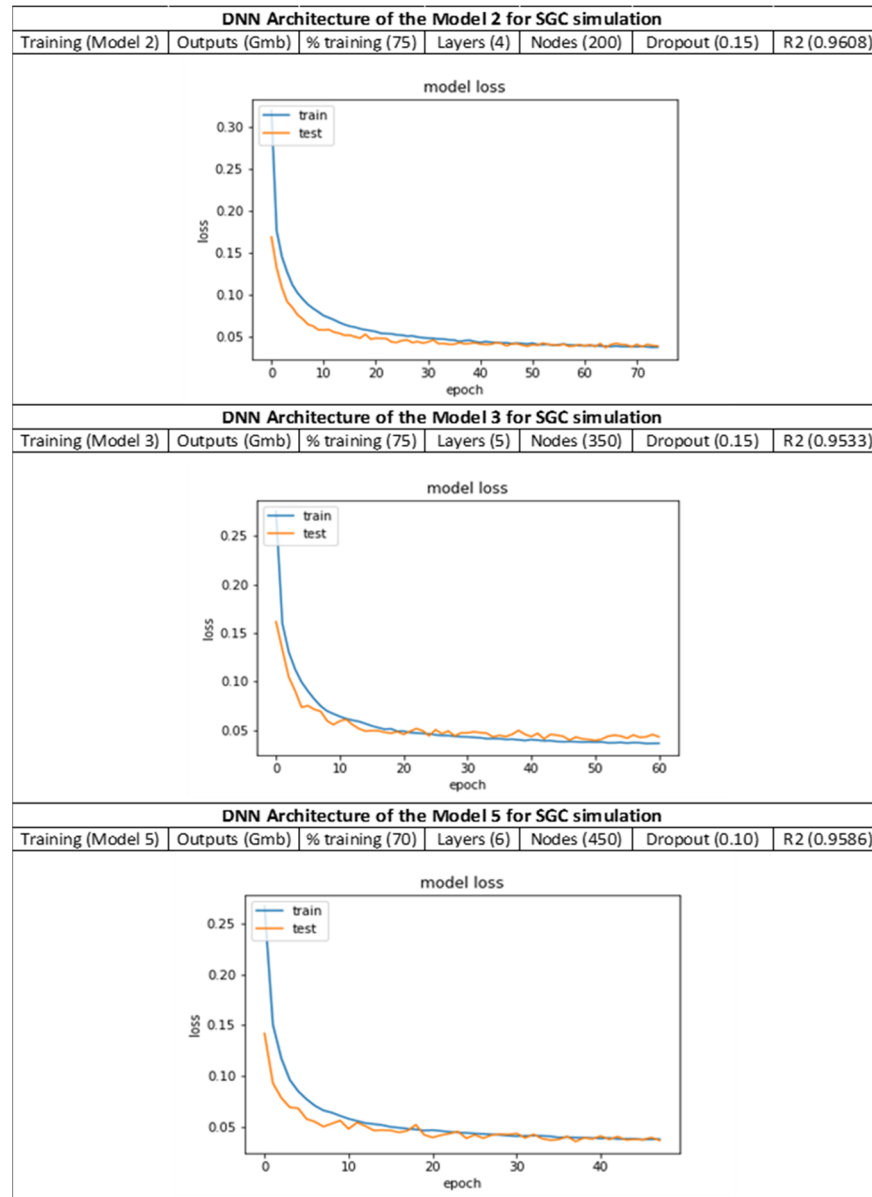 DNN Architecture of the Model 2 for SGC simulation
Training (Model 2) Outputs (Gmb) % training (75) Layers (4) Nodes (200) Dropout (0.15) R2 (0.9608)
model loss
train
test
0.30
0.25
0.20
0.15
0.10
0.05
loss
0 10 20 30 40 50 60 70
epoch
DNN Architecture of the Model 3 for SGC simulation
Training (Model 3) Outputs (Gmb) % training (75) Layers (5) Nodes (350) Dropout (0.15) R2 (0.9533)
model loss
train
test
0.25
0.20
0.15
0.10
0.05
loss
0 10 20 30 40 50 60
epoch
DNN Architecture of the Model 5 for SGC simulation
Training (Model 5) Outputs (Gmb) % training (70) Layers (6) Nodes (450) Dropout (0.10) R2 (0.9586)
model loss
train
test
0.25
0.20
0.15
0.10
0.05
loss
0 10 20 30 40
epoch